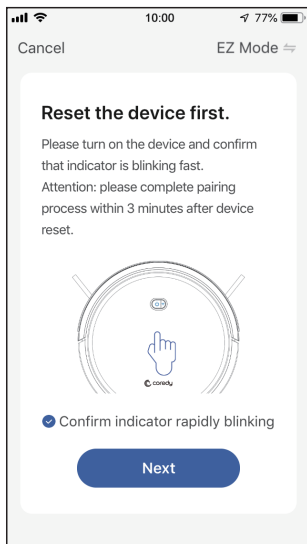 10:00
77%
Cancel
EZ Mode
Reset the device first.
Please turn on the device and confirm
that indicator is blinking fast.
Attention: please complete pairing
process within 3 minutes after device
reset.
coredy
Confirm indicator rapidly blinking
Next